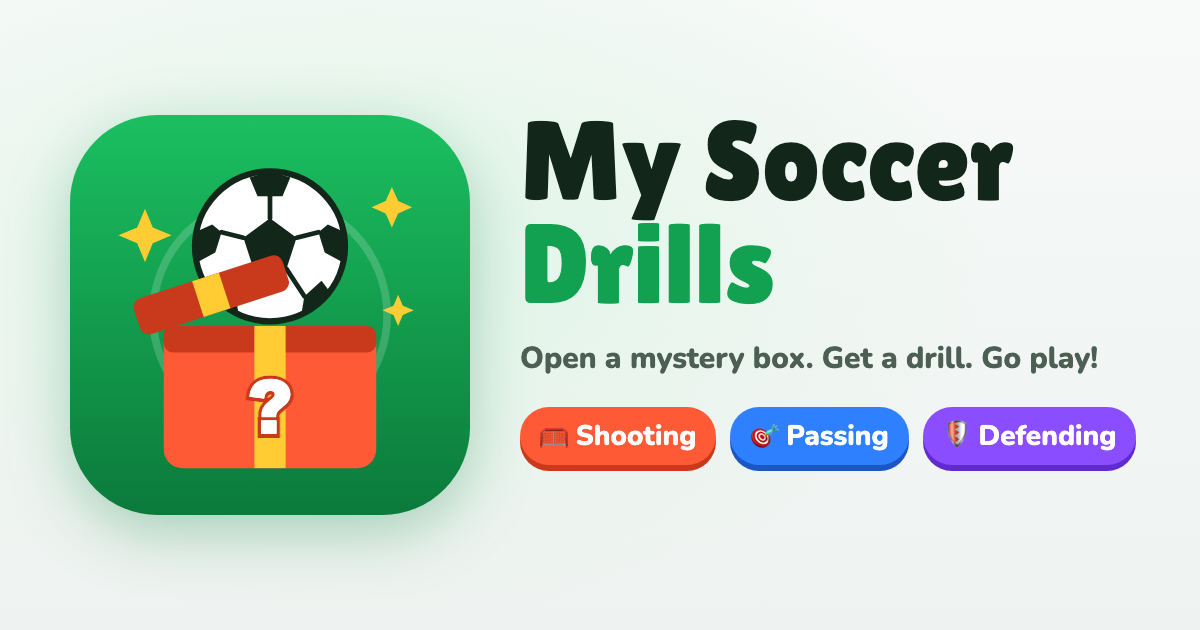 My Soccer
Drills
Open a mystery box. Get a drill. Go play!
Shooting
Passing
Defending
?